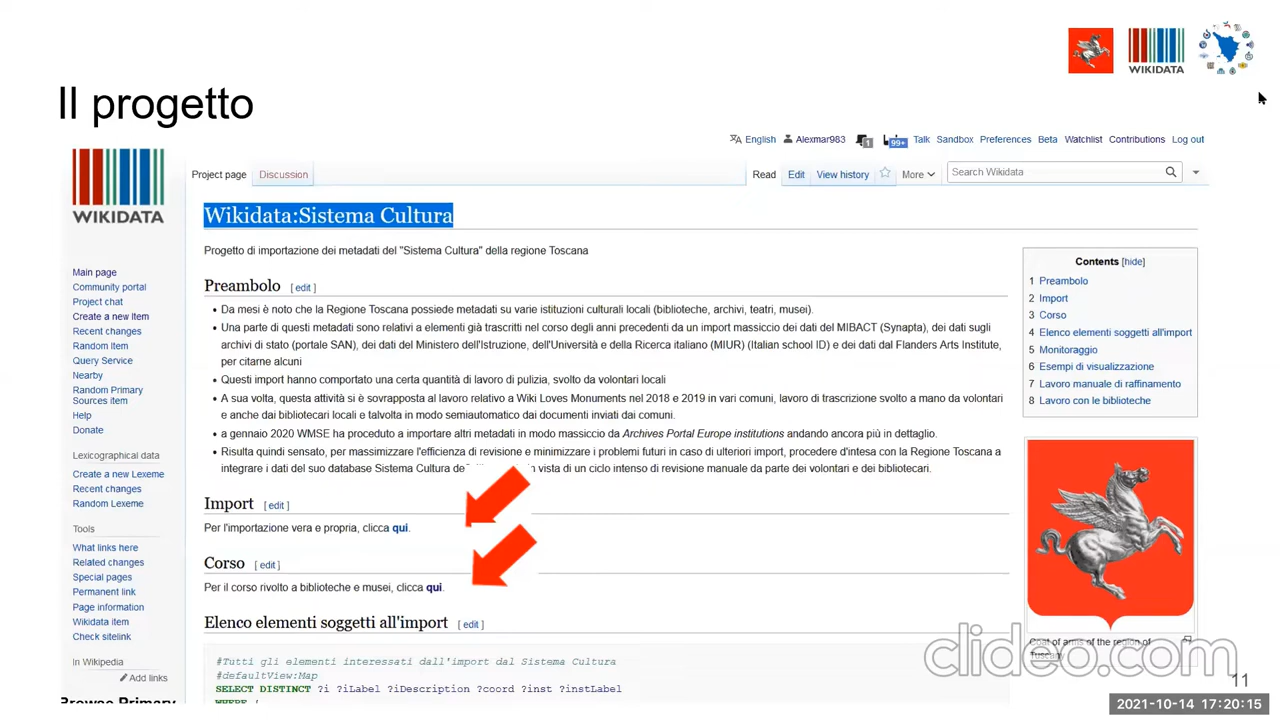 WIKIDATA
Il progetto
English Alexmar983 1 99+ Talk Sandbox Preferences Beta Watchlist Contributions Log out
WIKIDATA
Project page Discussion Read Edit View history More Search Wikidata
Wikidata:Sistema Cultura
Progetto di importazione dei metadati del "Sistema Cultura" della regione Toscana
Preambolo [ edit ]
Da mesi è noto che la Regione Toscana possiede metadati su varie istituzioni culturali locali (biblioteche, archivi, teatri, musei).
Una parte di questi metadati sono relativi a elementi già trascritti nel corso degli anni precedenti da un import massiccio dei dati del MIBACT (Synapta), dei dati sugli
archivi di stato (portale SAN), dei dati del Ministero dell'Istruzione, dell'Università e della Ricerca italiano (MIUR) (Italian school ID) e dei dati dal Flanders Arts Institute,
per citarne alcuni
Questi import hanno comportato una certa quantità di lavoro di pulizia, svolto da volontari locali
A sua volta, questa attività si è sovrapposta al lavoro relativo a Wiki Loves Monuments nel 2018 e 2019 in vari comuni, lavoro di trascrizione svolto a mano da volontari
e anche dai bibliotecari locali e talvolta in modo semiautomatico dai documenti inviati dai comuni.
a gennaio 2020 WMSE ha proceduto a importare altri metadati in modo massiccio da Archives Portal Europe institutions andando ancora più in dettaglio.
Risulta quindi sensato, per massimizzare l'efficienza di revisione e minimizzare i problemi futuri in caso di ulteriori import, procedere d'intesa con la Regione Toscana a
integrare i dati del suo database Sistema Cultura in vista di un ciclo intenso di revisione manuale da parte dei volontari e dei bibliotecari.
Import [ edit ]
Per l'importazione vera e propria, clicca qui.
Corso [ edit ]
Per il corso rivolto a biblioteche e musei, clicca qui.
Elenco elementi soggetti all'import [ edit ]
#Tutti gli elementi interessati dall'import dal Sistema Cultura
#defaultView:Map
SELECT DISTINCT ?i ?iLabel ?iDescription ?coord ?inst ?instLabel
WHERE {
Main page
Community portal
Project chat
Create a new Item
Recent changes
Random Item
Query Service
Nearby
Random Primary
Sources item
Help
Donate
Lexicographical data
Create a new Lexeme
Recent changes
Random Lexeme
Tools
What links here
Related changes
Special pages
Permanent link
Page information
Wikidata item
Check sitelink
in Wikipedia
Add links
Browse Primary
Contents [hide]
1 Preambolo
2 Import
3 Corso
4 Elenco elementi soggetti all'import
5 Monitoraggio
6 Esempi di visualizzazione
7 Lavoro manuale di raffinamento
8 Lavoro con le biblioteche
Coat of arms of the region of
Tuscany
clideo.com
11
2021-10-14 17:20:15